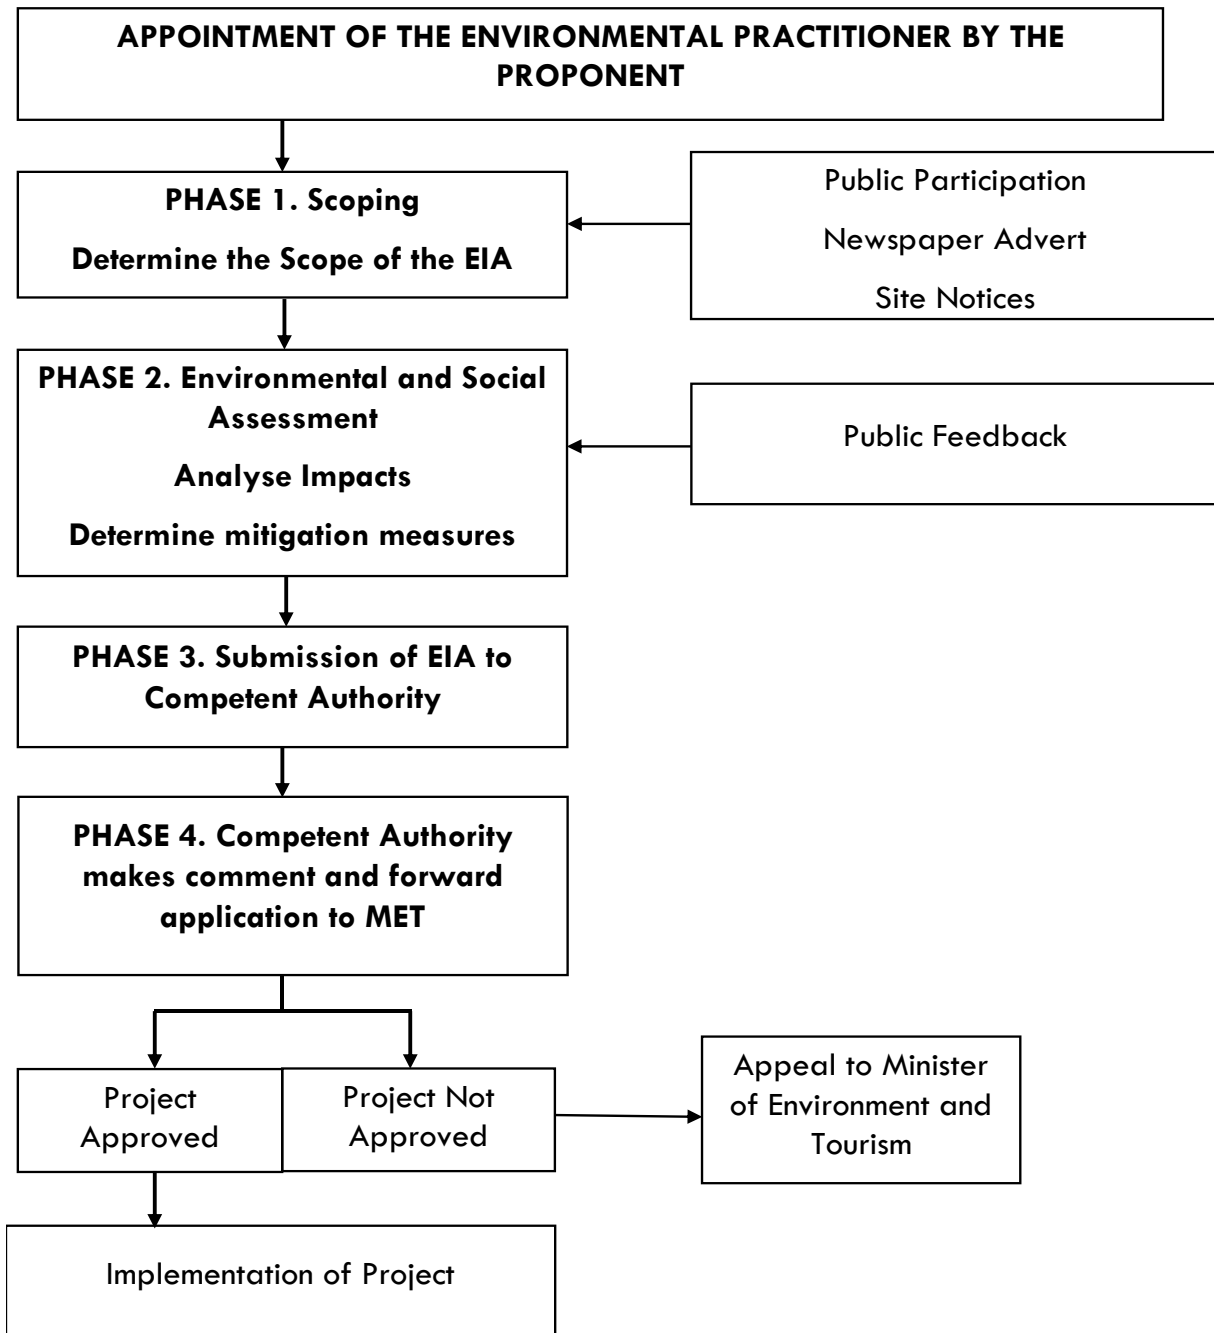 APPOINTMENT OF THE ENVIRONMENTAL PRACTITIONER BY THE
PROPONENT
PHASE 1. Scoping
Determine the Scope of the EIA
Public Participation
Newspaper Advert
Site Notices
PHASE 2. Environmental and Social
Assessment
Analyse Impacts
Determine mitigation measures
Public Feedback
PHASE 3. Submission of EIA to
Competent Authority
PHASE 4. Competent Authority
makes comment and forward
application to MET
Project
Approved
Project Not
Approved
Appeal to Minister
of Environment and
Tourism
Implementation of Project